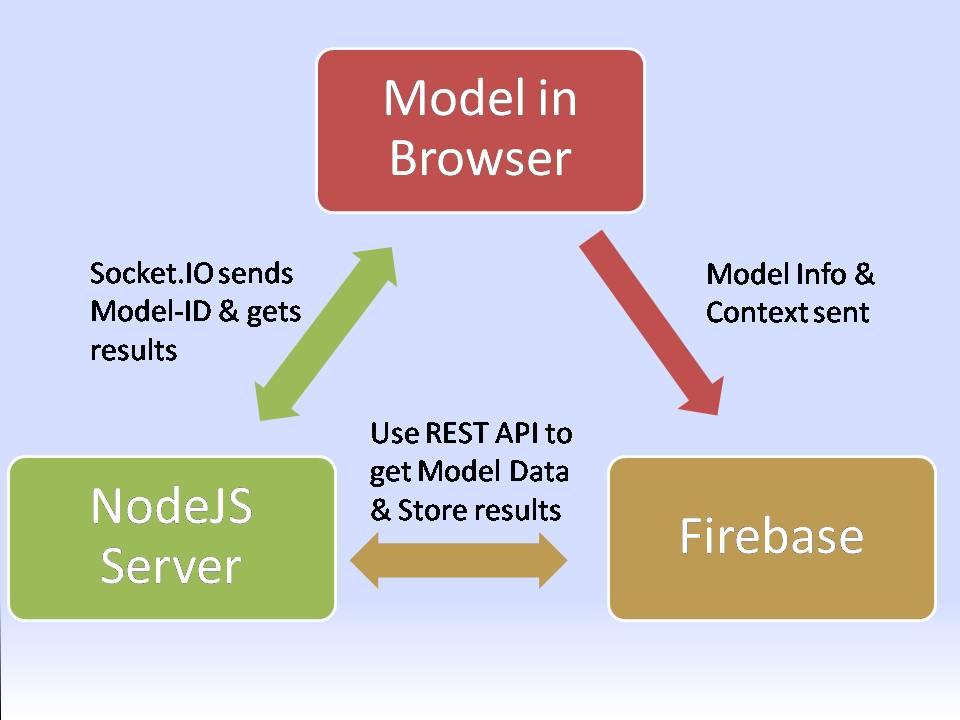 Model in
Browser
Socket.IO sends
Model-ID & gets
results
Model Info &
Context sent
Use REST API to
get Model Data
& Store results
NodeJS
Server
Firebase